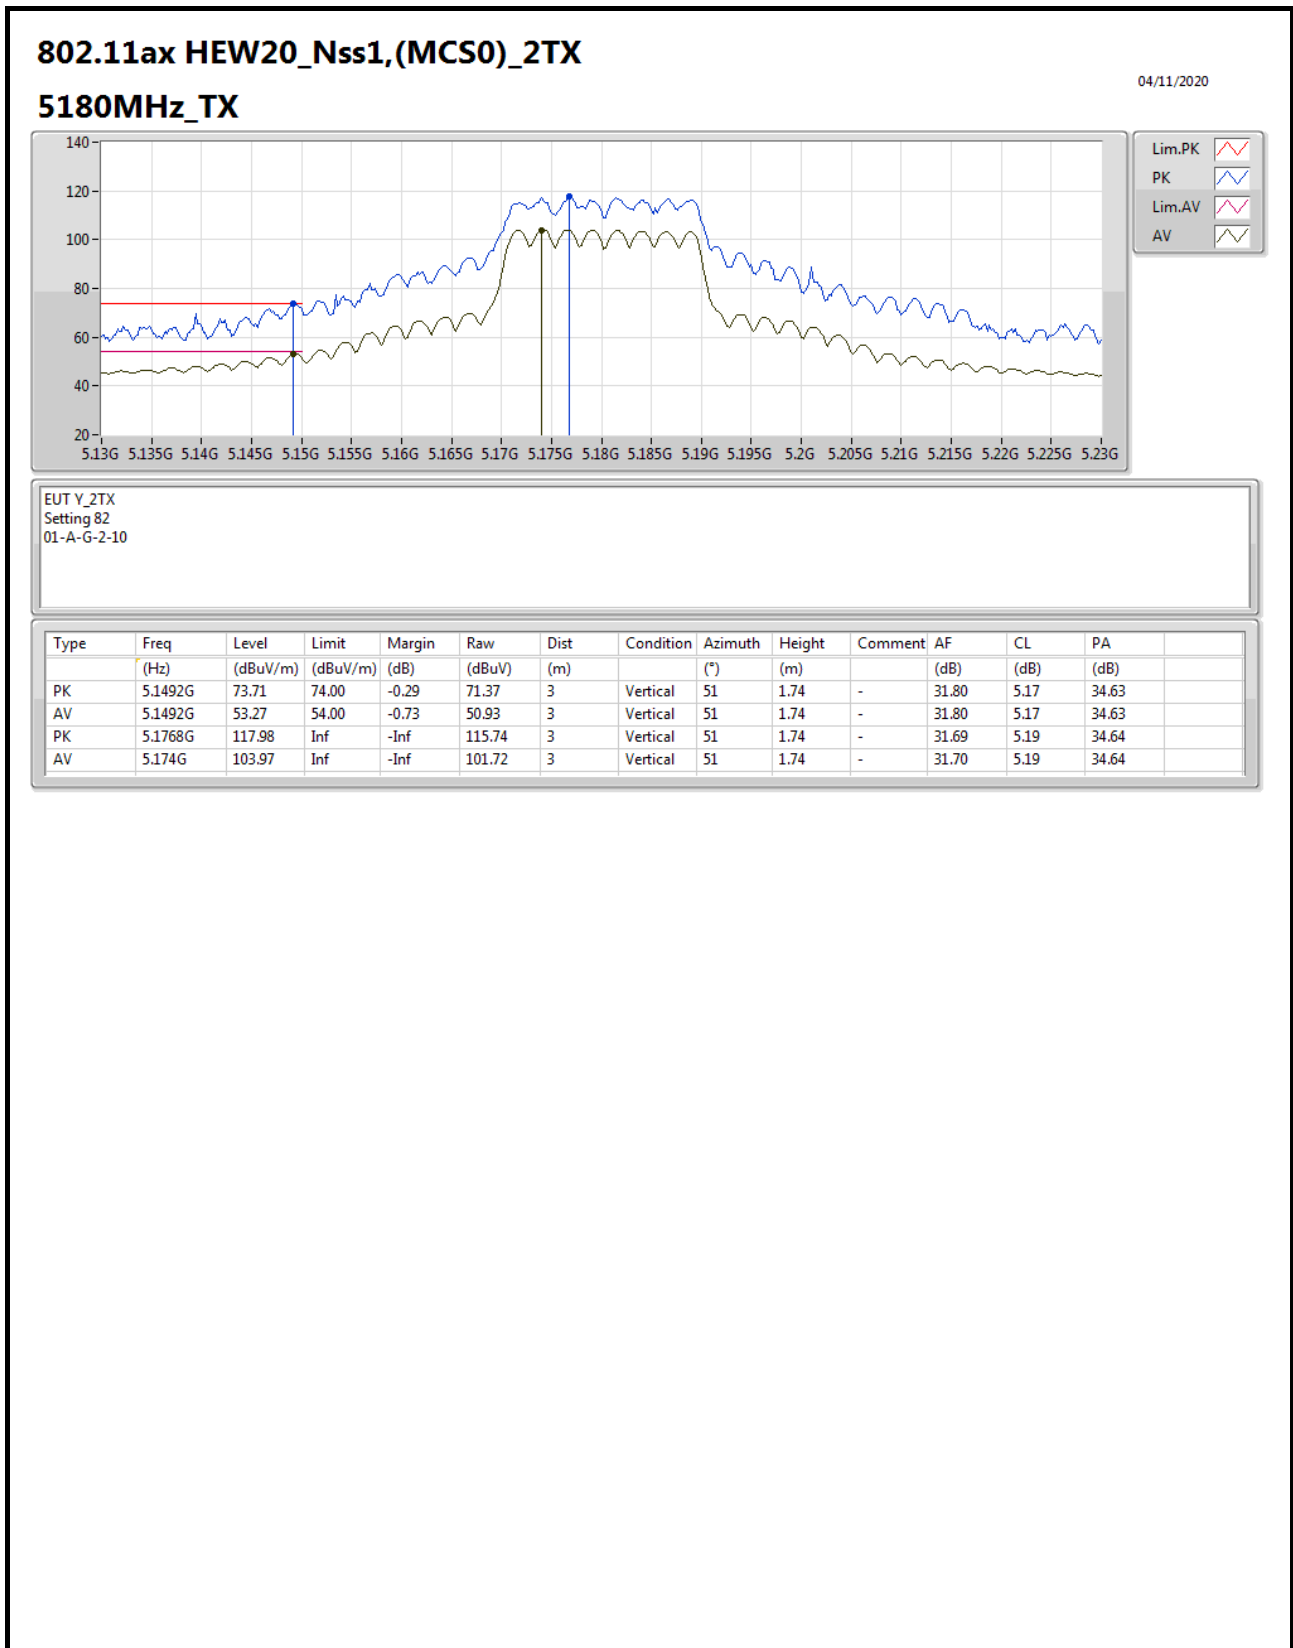 802.11ax HEW20_Nss1,(MCS0)_2TX
04/11/2020
5180MHz_TX
140
120
100
80
60
40
20
5.13G 5.135G 5.14G 5.145G 5.15G 5.155G 5.16G 5.165G 5.17G 5.175G 5.18G 5.185G 5.19G 5.195G 5.2G 5.205G 5.21G 5.215G 5.22G 5.225G 5.23G
Lim.PK
PK
Lim.AV
AV
EUT Y_2TX
Setting 82
01-A-G-2-10
Type Freq Level Limit Margin Raw Dist Condition Azimuth Height Comment AF CL PA
(Hz) (dBuV/m) (dBuV/m) (dB) (dBuV) (m) (°) (m) (dB) (dB) (dB)
PK 5.1492G 73.71 74.00 -0.29 71.37 3 Vertical 51 1.74 - 31.80 5.17 34.63
AV 5.1492G 53.27 54.00 -0.73 50.93 3 Vertical 51 1.74 - 31.80 5.17 34.63
PK 5.1768G 117.98 Inf -Inf 115.74 3 Vertical 51 1.74 - 31.69 5.19 34.64
AV 5.174G 103.97 Inf -Inf 101.72 3 Vertical 51 1.74 - 31.70 5.19 34.64